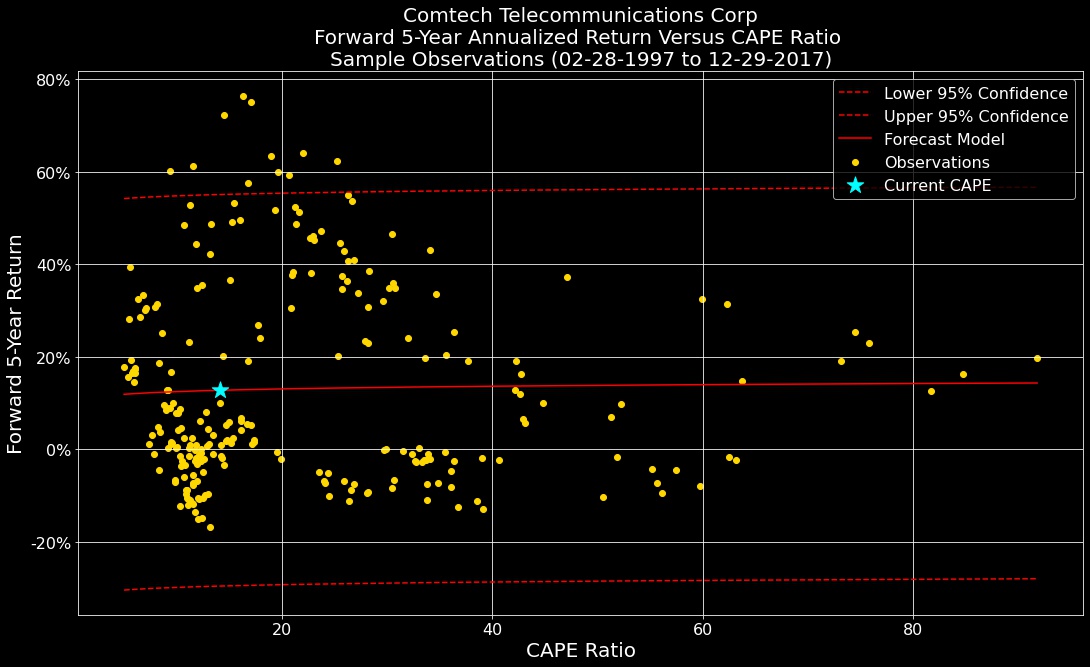 Comtech Telecommunications Corp
Forward 5-Year Annualized Return Versus CAPE Ratio
Sample Observations (02-28-1997 to 12-29-2017)
Lower 95% Confidence
Upper 95% Confidence
Forecast Model
Observations
Current CAPE
Forward 5-Year Return
80%
60%
40%
20%
0%
-20%
20
40
60
80
CAPE Ratio